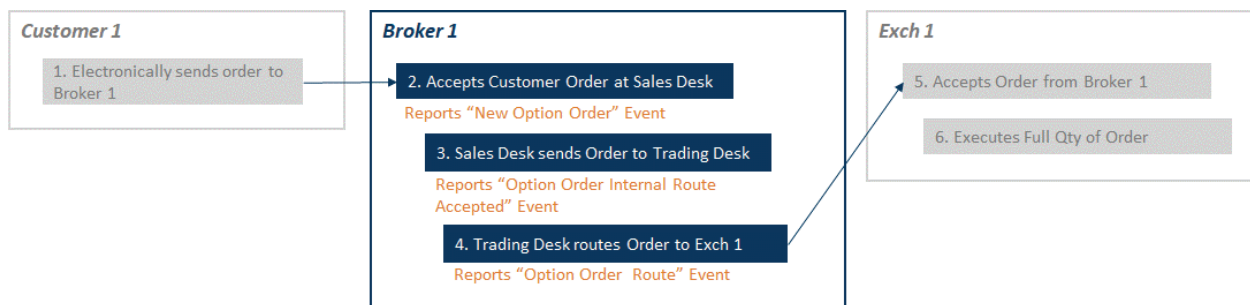 Customer 1
1. Electronically sends order to
Broker 1
Broker 1
2. Accepts Customer Order at Sales Desk
Reports “New Option Order” Event
3. Sales Desk sends Order to Trading Desk
Reports “Option Order Internal Route
Accepted” Event
4. Trading Desk routes Order to Exch 1
Reports “Option Order Route” Event
Exch 1
5. Accepts Order from Broker 1
6. Executes Full Qty of Order